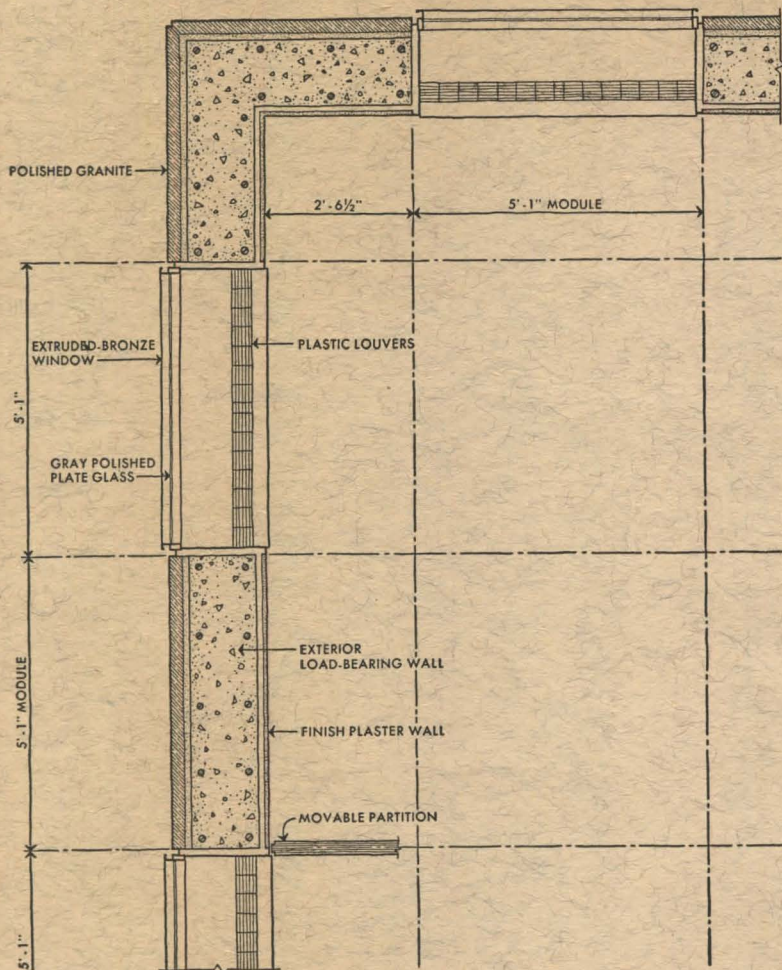 POLISHED GRANITE
2'-6½"
5'-1" MODULE
EXTRUDED-BRONZE
WINDOW
PLASTIC LOUVERS
5'-1"
GRAY POLISHED
PLATE GLASS
EXTERIOR
LOAD-BEARING WALL
5'-1" MODULE
FINISH PLASTER WALL
MOVABLE PARTITION
5'-1"